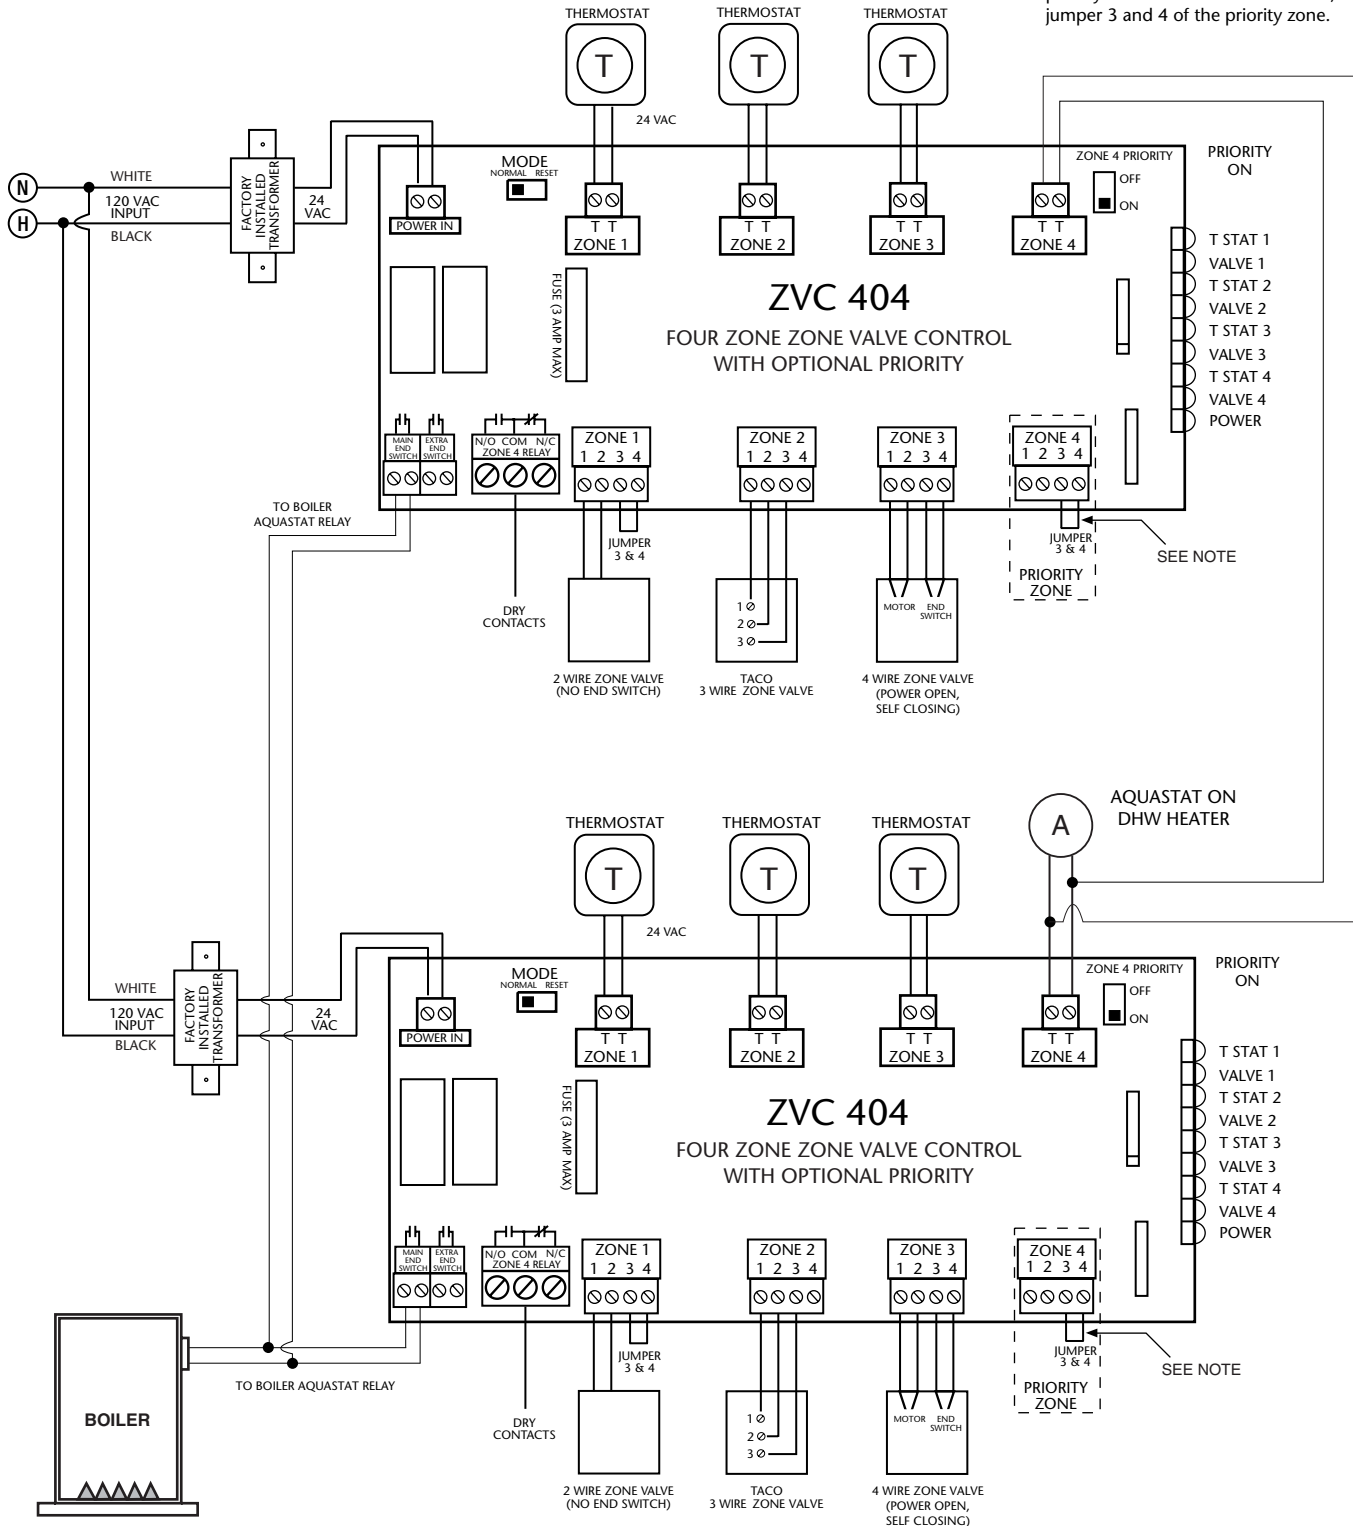 jumper 3 and 4 of the priority zone.
THERMOSTAT
THERMOSTAT
THERMOSTAT
T
T
T
24 VAC
N
H
WHITE
120 VAC
INPUT
BLACK
FACTORY
INSTALLED
TRANSFORMER
24
VAC
POWER IN
MODE
NORMAL RESET
T T
ZONE 1
T T
ZONE 2
T T
ZONE 3
T T
ZONE 4
ZONE 4 PRIORITY
OFF
ON
PRIORITY
ON
T STAT 1
VALVE 1
T STAT 2
VALVE 2
T STAT 3
VALVE 3
T STAT 4
VALVE 4
POWER
FUSE (3 AMP MAX)
ZVC 404
FOUR ZONE ZONE VALVE CONTROL
WITH OPTIONAL PRIORITY
MAIN
END
SWITCH
EXTRA
END
SWITCH
N/O COM N/C
ZONE 4 RELAY
ZONE 1
1 2 3 4
ZONE 2
1 2 3 4
ZONE 3
1 2 3 4
ZONE 4
1 2 3 4
TO BOILER
AQUASTAT RELAY
DRY
CONTACTS
JUMPER
3 & 4
1
2
3
MOTOR
END
SWITCH
JUMPER
3 & 4
PRIORITY
ZONE
SEE NOTE
2 WIRE ZONE VALVE
(NO END SWITCH)
TACO
3 WIRE ZONE VALVE
4 WIRE ZONE VALVE
(POWER OPEN,
SELF CLOSING)
AQUASTAT ON
DHW HEATER
A
THERMOSTAT
THERMOSTAT
THERMOSTAT
T
T
T
24 VAC
WHITE
120 VAC
INPUT
BLACK
FACTORY
INSTALLED
TRANSFORMER
24
VAC
POWER IN
MODE
NORMAL RESET
T T
ZONE 1
T T
ZONE 2
T T
ZONE 3
T T
ZONE 4
ZONE 4 PRIORITY
OFF
ON
PRIORITY
ON
T STAT 1
VALVE 1
T STAT 2
VALVE 2
T STAT 3
VALVE 3
T STAT 4
VALVE 4
POWER
FUSE (3 AMP MAX)
ZVC 404
FOUR ZONE ZONE VALVE CONTROL
WITH OPTIONAL PRIORITY
MAIN
END
SWITCH
EXTRA
END
SWITCH
N/O COM N/C
ZONE 4 RELAY
ZONE 1
1 2 3 4
ZONE 2
1 2 3 4
ZONE 3
1 2 3 4
ZONE 4
1 2 3 4
TO BOILER AQUASTAT RELAY
BOILER
DRY
CONTACTS
JUMPER
3 & 4
1
2
3
MOTOR
END
SWITCH
JUMPER
3 & 4
PRIORITY
ZONE
SEE NOTE
2 WIRE ZONE VALVE
(NO END SWITCH)
TACO
3 WIRE ZONE VALVE
4 WIRE ZONE VALVE
(POWER OPEN,
SELF CLOSING)